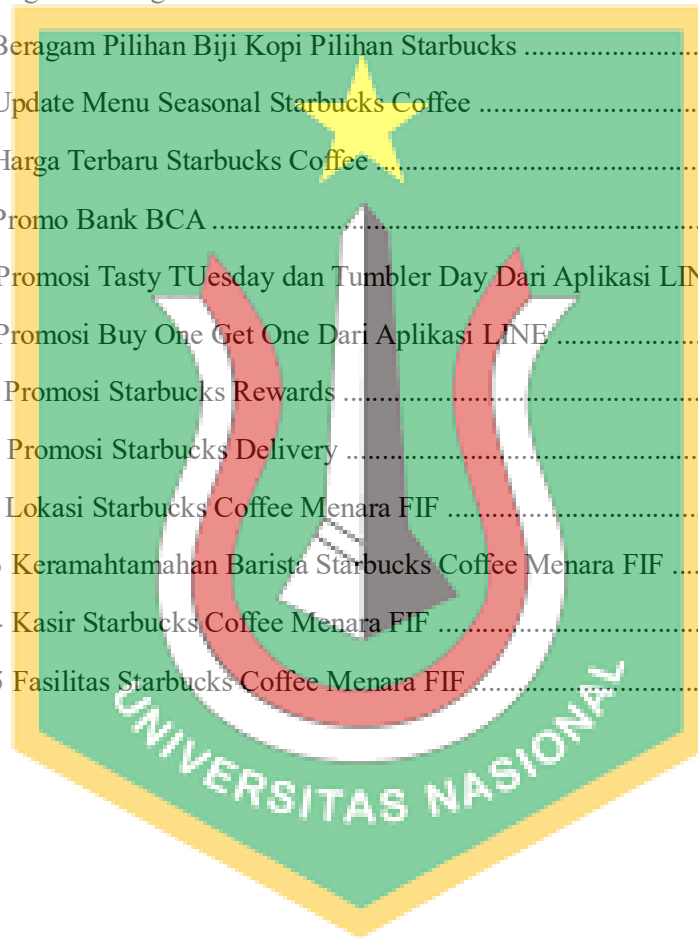 Beragam Pilihan Biji Kopi Pilihan Starbucks ........................
Update Menu Seasonal Starbucks Coffee ..............................
Harga Terbaru Starbucks Coffee ............................................
Promo Bank BCA ..................................................................
Promosi Tasty TUesday dan Tumbler Day Dari Aplikasi LIN
Promosi Buy One Get One Dari Aplikasi LINE ....................
Promosi Starbucks Rewards ................................................
Promosi Starbucks Delivery ................................................
Lokasi Starbucks Coffee Menara FIF ..................................
Keramahtamahan Barista Starbucks Coffee Menara FIF ....
Kasir Starbucks Coffee Menara FIF ...................................
5 Fasilitas Starbucks Coffee Menara FIF ..............................
UNIVERSITAS NASIONAL